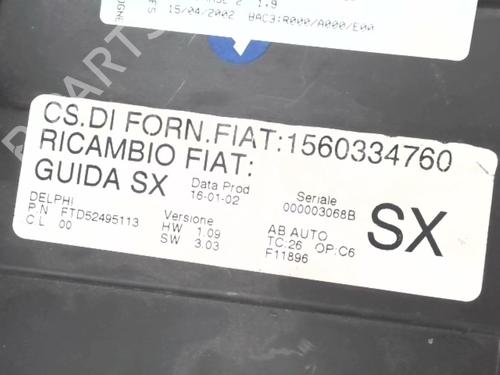 1.9
15/04/2002 BAC3:R000/A000/E00
CS.DI FORN.FIAT:1560334760
RICAMBIO FIAT:
GUIDA SX
Data Prod
16-01-02
Seriale
000003068B
SX
DELPHI
P.N FTD52495113
C L 00
Versione
HW 1.09
SW 3.03
AB AUTO
TC:26 OP:C6
F11896